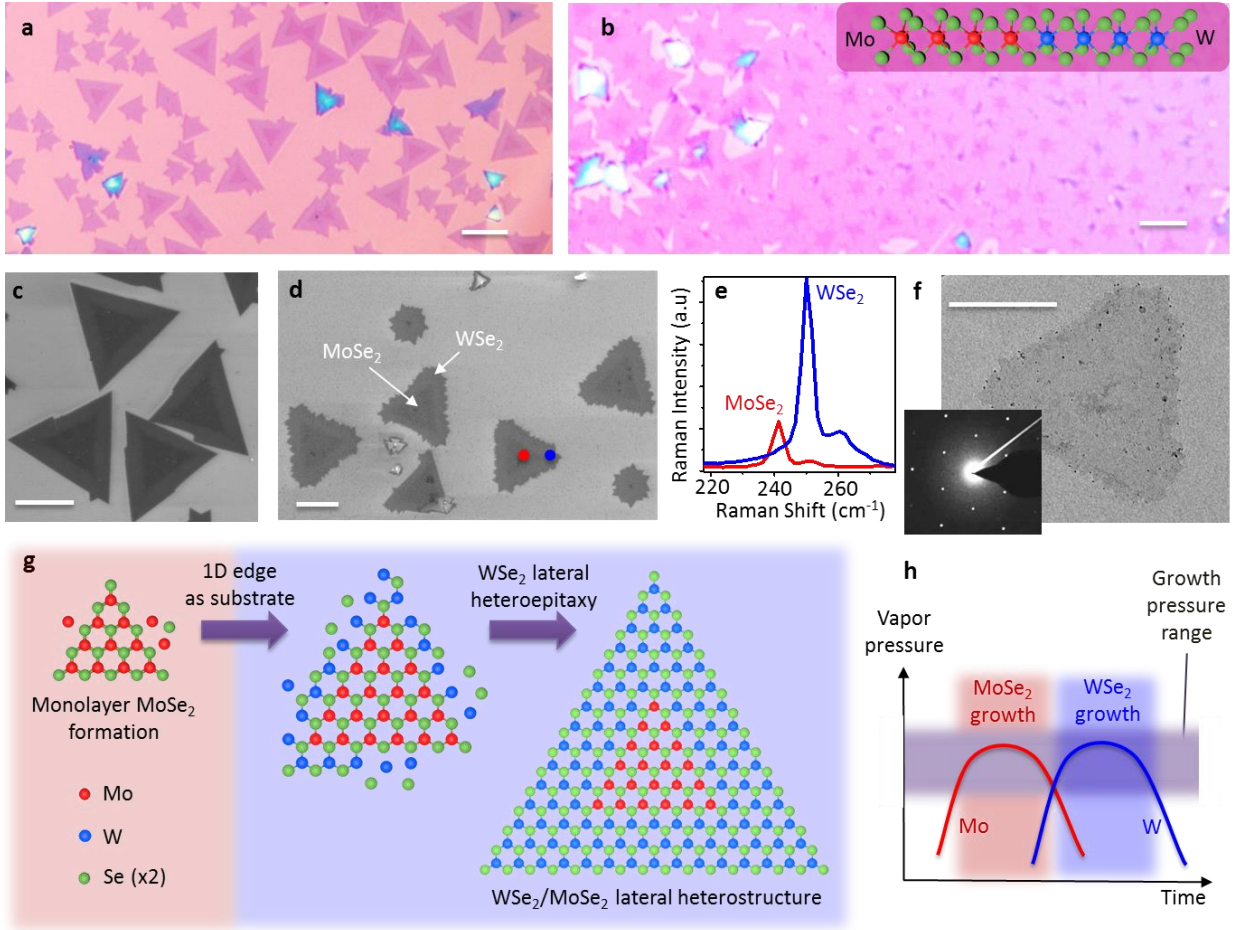 a
b
Mo
W
c
d
MoSe₂
WSe₂
e
WSe₂
MoSe₂
Raman Intensity (a.u)
220
240
260
Raman Shift (cm⁻¹)
f
g
1D edge
as substrate
WSe₂ lateral
heteroepitaxy
Monolayer MoSe₂
formation
Mo
W
Se (x2)
WSe₂/MoSe₂ lateral heterostructure
h
Vapor
pressure
Growth
pressure
range
MoSe₂
growth
WSe₂
growth
Mo
W
Time